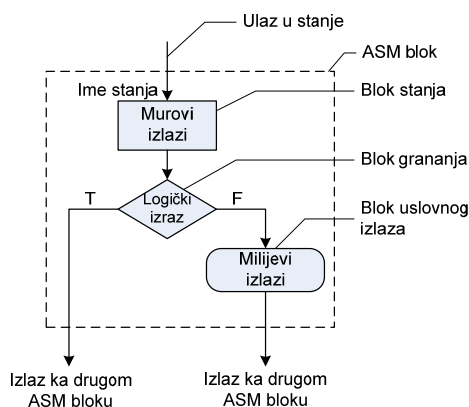 Ulaz u stanje
ASM blok
Ime stanja
Blok stanja
Murovi
izlazi
Blok grananja
T
Logički
izraz
F
Blok uslovnog
izlaza
Milijevi
izlazi
Izlaz ka drugom
ASM bloku
Izlaz ka drugom
ASM bloku